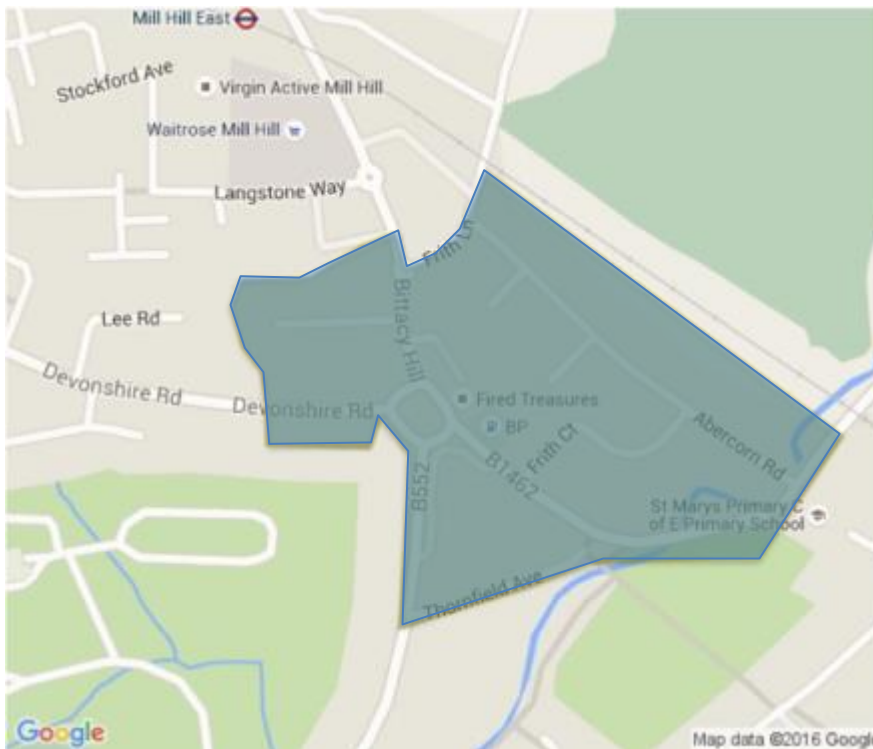 Mill Hill East
Stockford Ave
Virgin Active Mill Hill
Waitrose Mill Hill
Langstone Way
Frith Ln
Bittacy Hill
Lee Rd
Devonshire Rd
Devonshire Rd
Fired Treasures
BP
Abercorn Rd
Frith Ct
B1462
B552
St Marys Primary C
of E Primary School
Thornfield Ave
Google
Map data ©2016 Google